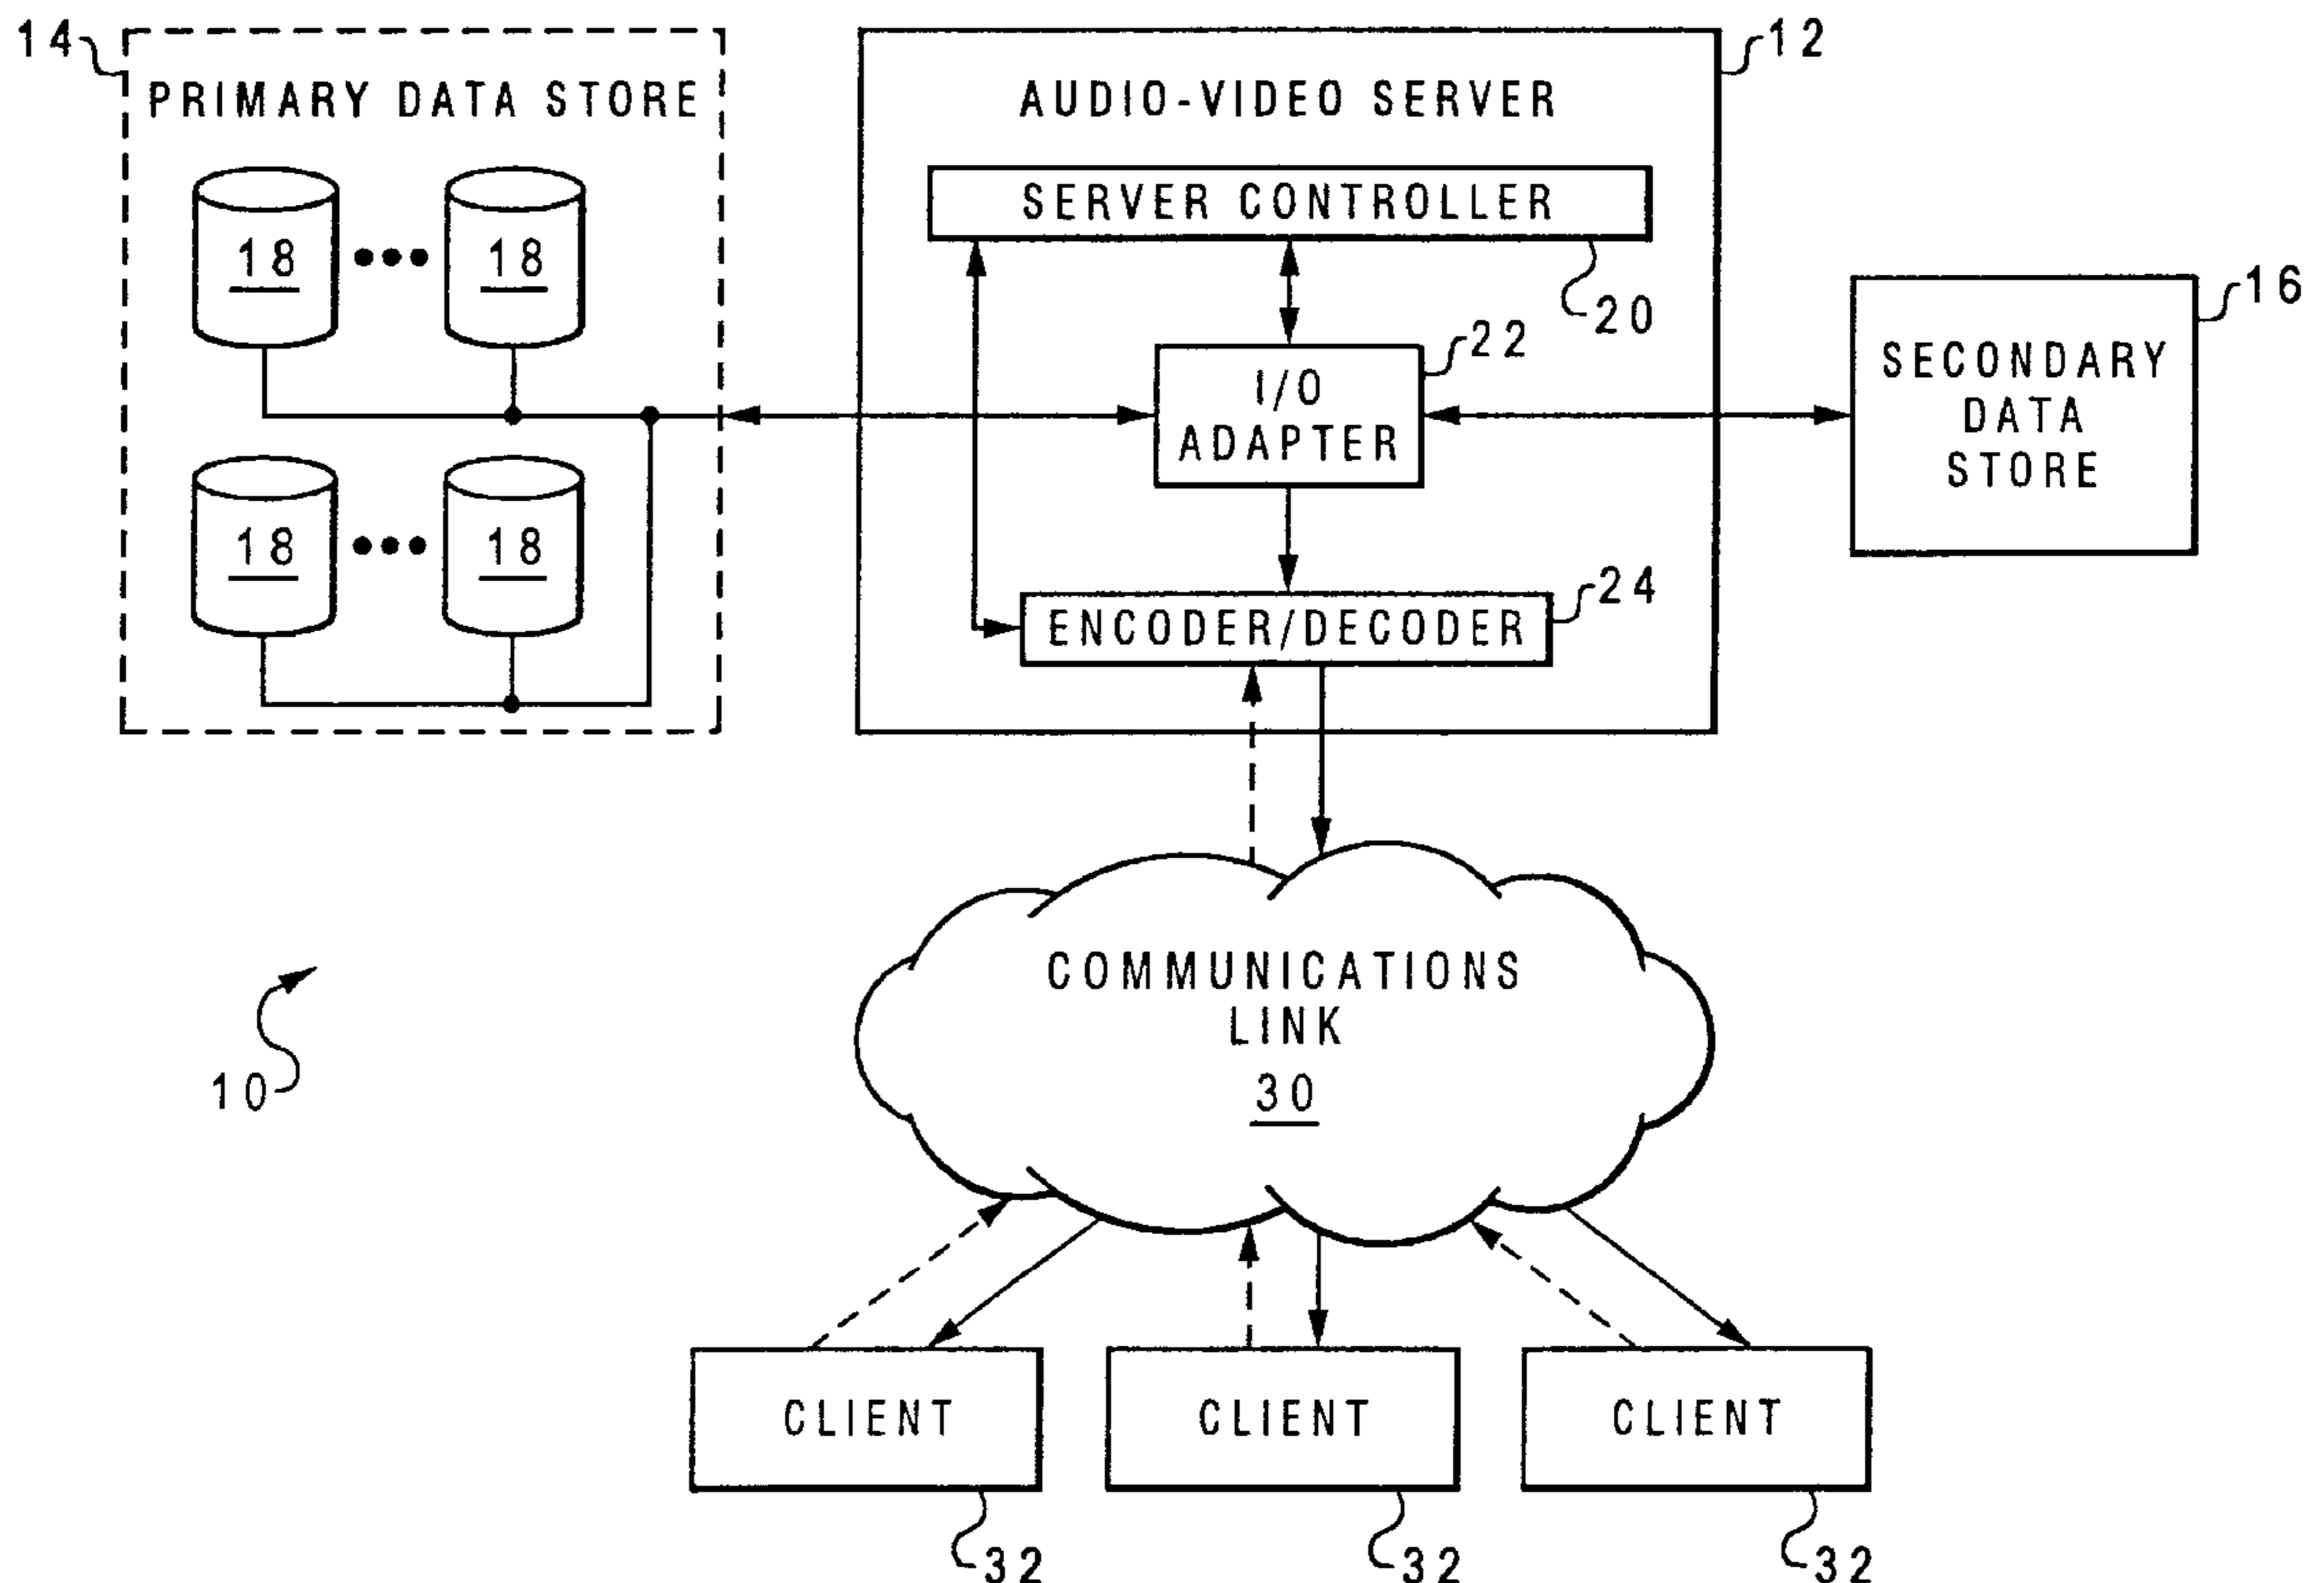 14
PRIMARY DATA STORE
18
18
18
18
12
AUDIO-VIDEO SERVER
SERVER CONTROLLER
20
22
I/O
ADAPTER
24
ENCODER/DECODER
16
SECONDARY
DATA
STORE
COMMUNICATIONS
LINK
30
10
CLIENT
CLIENT
CLIENT
32
32
32